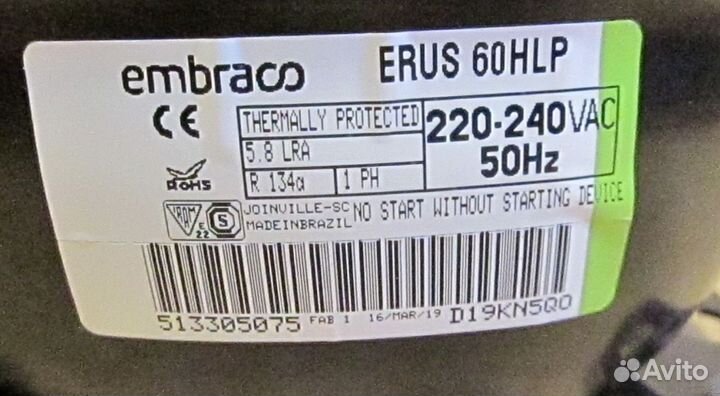 embraco
ERUS 60HLP
CE
THERMALLY PROTECTED
5.8 LRA
R 134a
1 PH
220-240VAC
50Hz
RoHS
E
22
S
JOINVILLE-SC
MADEINBRAZIL
NO START WITHOUT STARTING DEVICE
513305075 FAB 1 16/MAR/19 D19KN5Q0
Avito